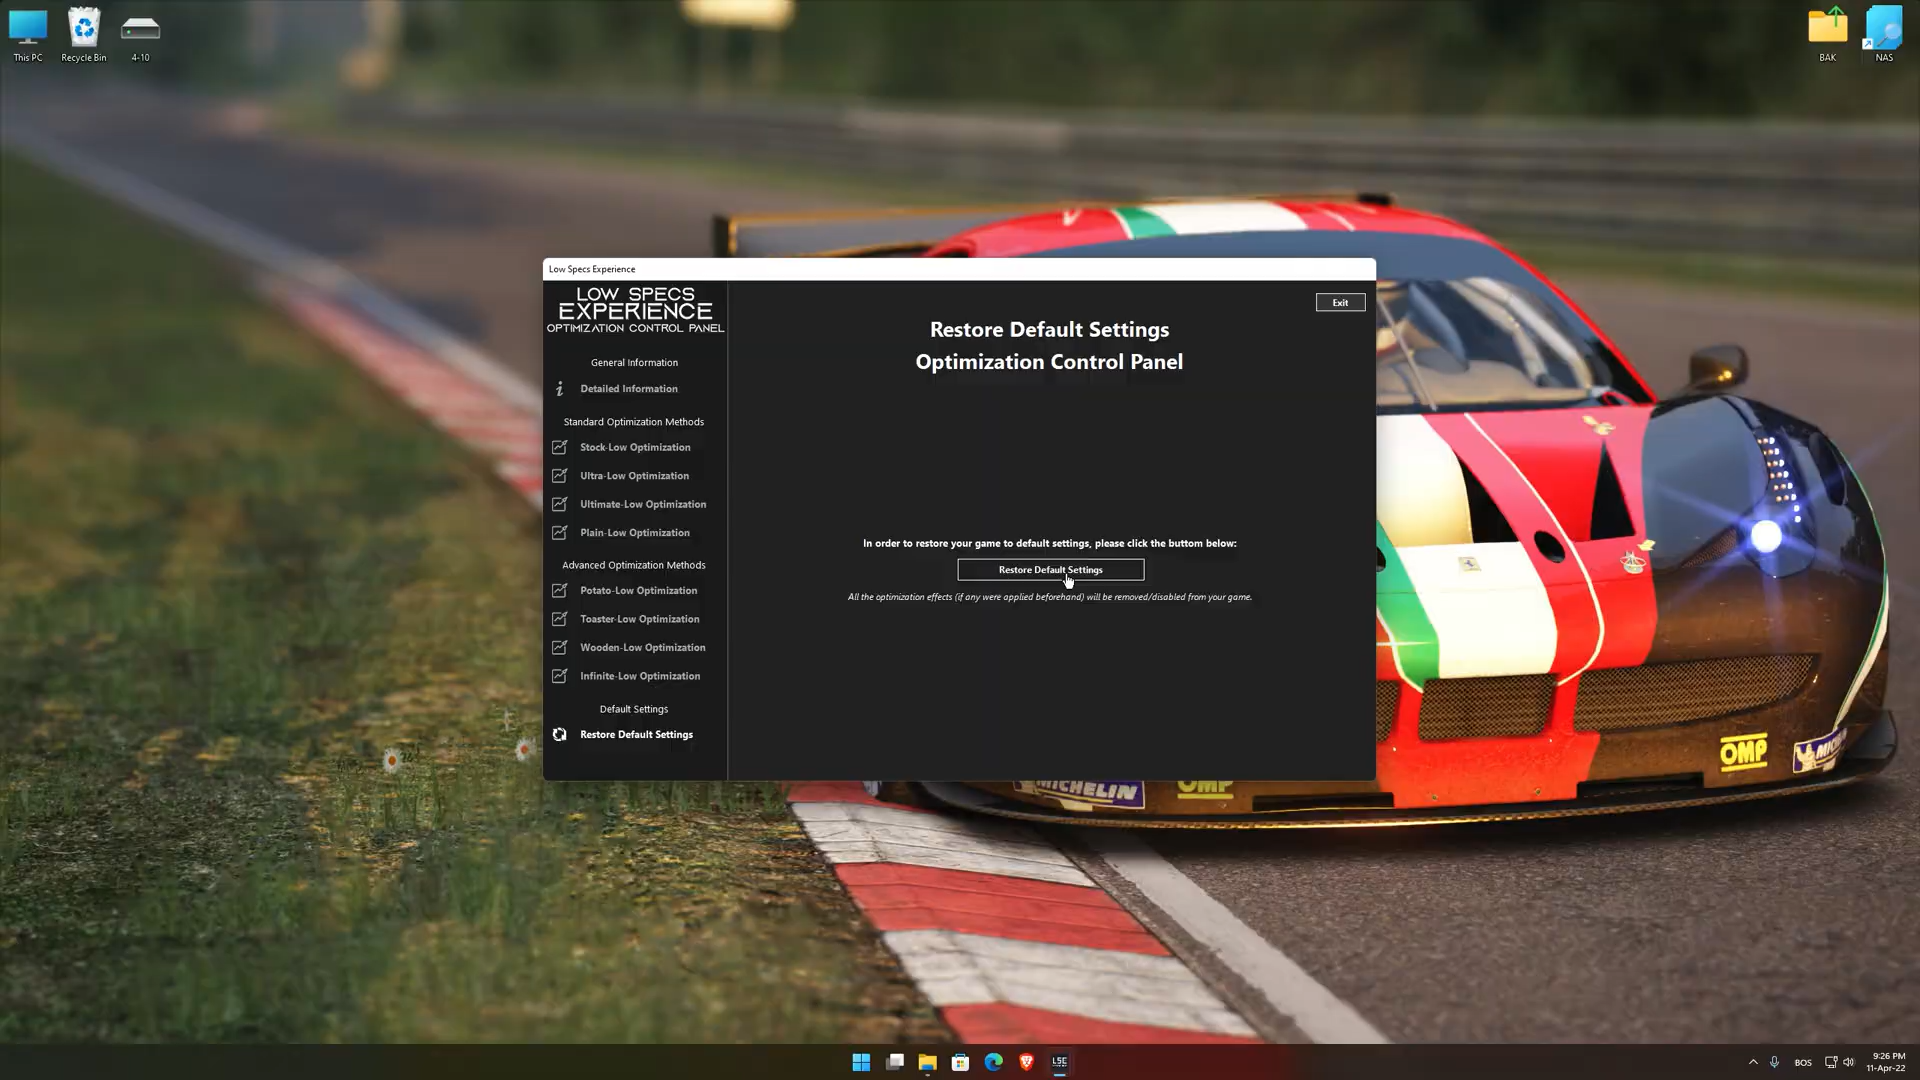 This PC
Recycle Bin
4-10
BAK
NAS
Low Specs Experience
LOW SPECS
EXPERIENCE
OPTIMIZATION CONTROL PANEL
General Information
Detailed Information
Standard Optimization Methods
Stock-Low Optimization
Ultra-Low Optimization
Ultimate-Low Optimization
Plain-Low Optimization
Advanced Optimization Methods
Potato-Low Optimization
Toaster-Low Optimization
Wooden-Low Optimization
Infinite-Low Optimization
Default Settings
Restore Default Settings
Exit
Restore Default Settings
Optimization Control Panel
In order to restore your game to default settings, please click the buttom below:
Restore Default Settings
All the optimization effects (if any were applied beforehand) will be removed/disabled from your game.
OMP
MICHELIN
OMP
LSE
BOS
9:26 PM
11-Apr-22